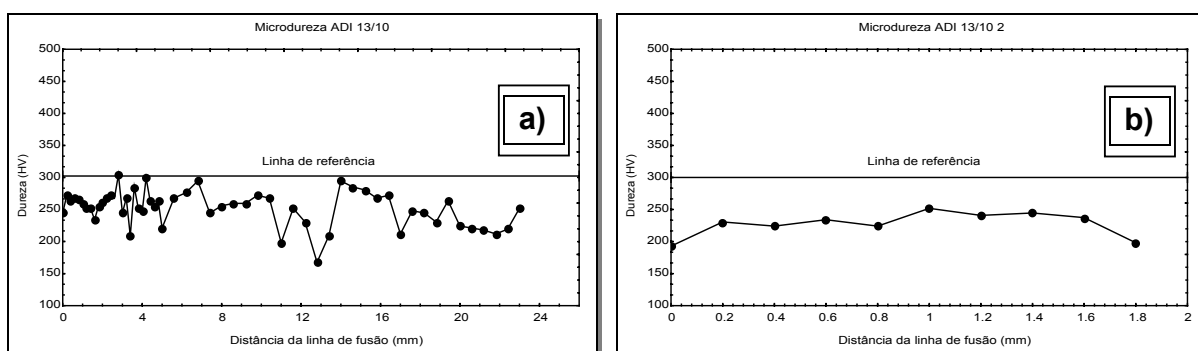 Microdureza ADI 13/10
500
450
400
350
300
250
200
150
100
Dureza (HV)
a)
Linha de referência
0 4 8 12 16 20 24
Distância da linha de fusão (mm)
Microdureza ADI 13/10 2
500
450
400
350
300
250
200
150
100
Dureza (HV)
b)
Linha de referência
0 0.2 0.4 0.6 0.8 1 1.2 1.4 1.6 1.8 2
Distância da linha de fusão (mm)